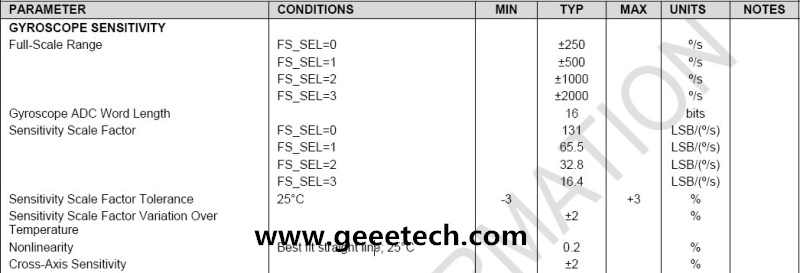 PARAMETER CONDITIONS MIN TYP MAX UNITS NOTES
GYROSCOPE SENSITIVITY
Full-Scale Range FS_SEL=0 ±250 º/s
FS_SEL=1 ±500 º/s
FS_SEL=2 ±1000 º/s
FS_SEL=3 ±2000 º/s
Gyroscope ADC Word Length 16 bits
Sensitivity Scale Factor FS_SEL=0 131 LSB/(º/s)
FS_SEL=1 65.5 LSB/(º/s)
FS_SEL=2 32.8 LSB/(º/s)
FS_SEL=3 16.4 LSB/(º/s)
Sensitivity Scale Factor Tolerance 25°C -3 +3 %
Sensitivity Scale Factor Variation Over ±2 %
Temperature
www.geeetech.com
Nonlinearity Best fit straight line; 25°C 0.2 %
Cross-Axis Sensitivity ±2 %
RMATION